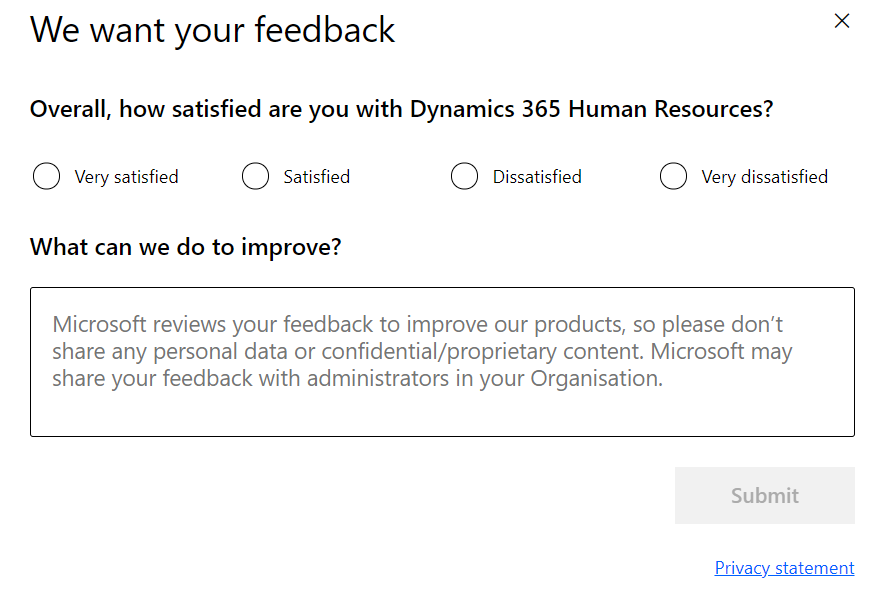 We want your feedback
Overall, how satisfied are you with Dynamics 365 Human Resources?
Very satisfied Satisfied Dissatisfied Very dissatisfied
What can we do to improve?
Microsoft reviews your feedback to improve our products, so please don’t
share any personal data or confidential/proprietary content. Microsoft may
share your feedback with administrators in your Organisation.
Submit
Privacy statement